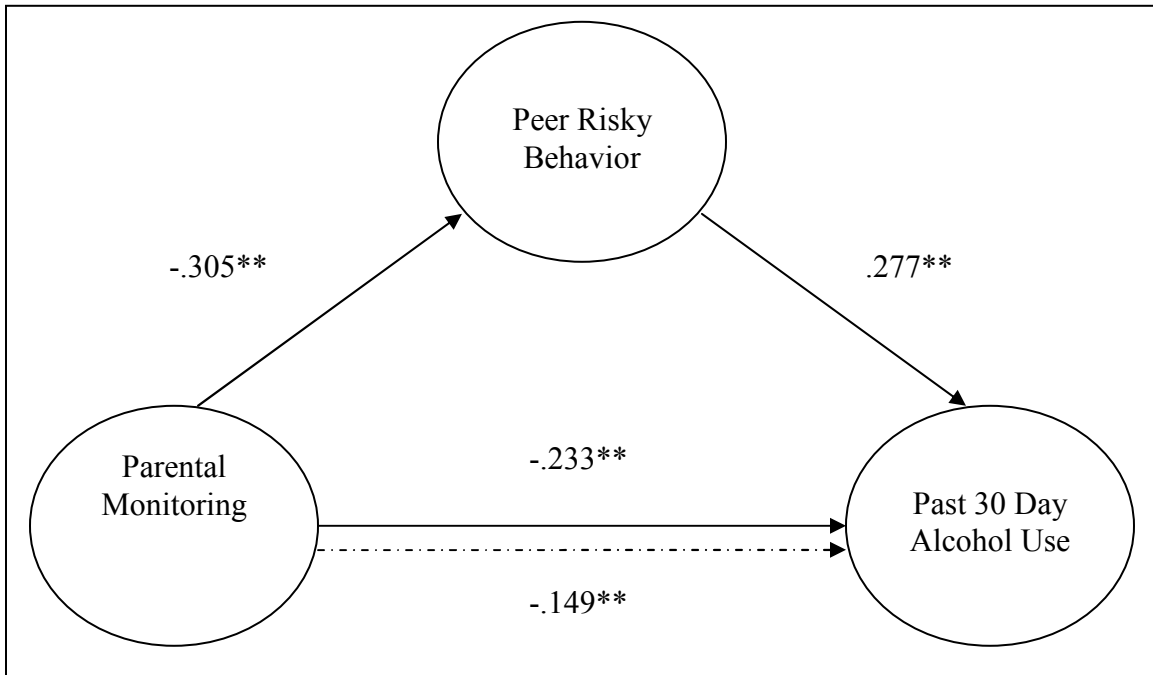 Peer Risky
Behavior
-.305**
.277**
Parental
Monitoring
-.233**
Past 30 Day
Alcohol Use
-.149**